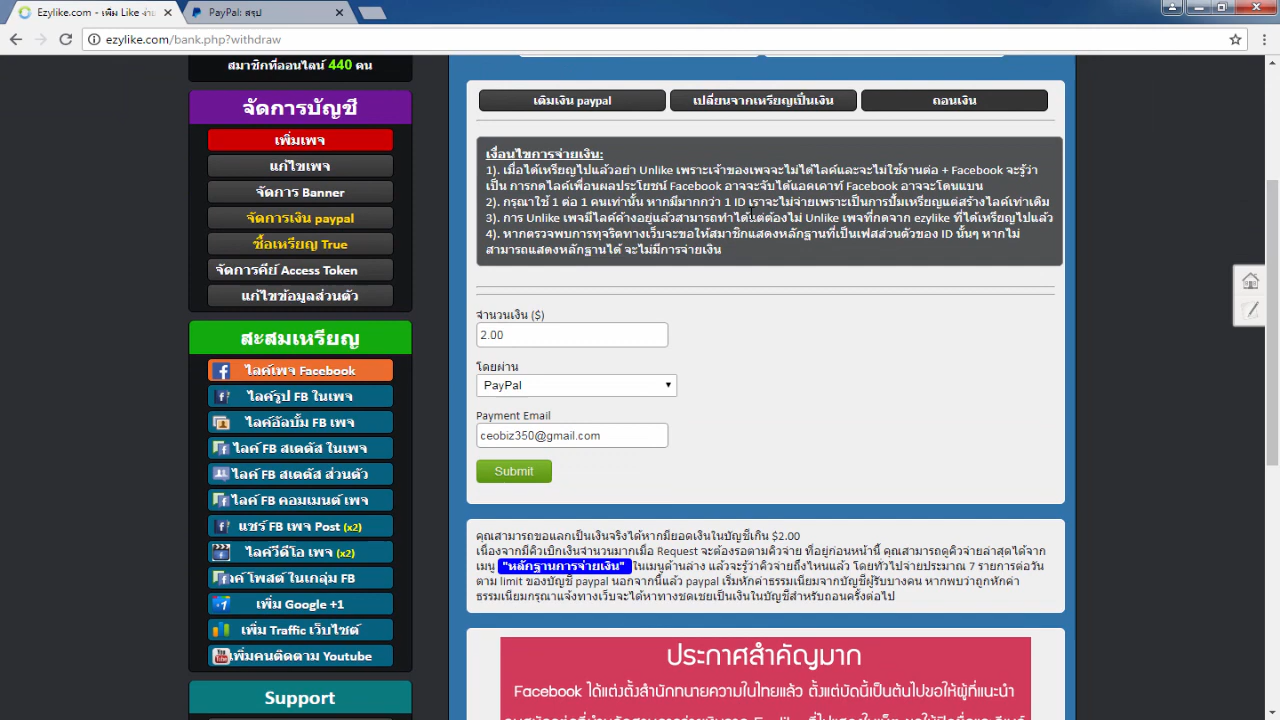 Ezylike.com - เพิ่ม Like ง่าย
PayPal: สรุป
ezylike.com/bank.php?withdraw
สมาชิกที่ออนไลน์ 440 คน
จัดการบัญชี
เพิ่มเพจ
แก้ไขเพจ
จัดการ Banner
จัดการเงิน paypal
ซื้อเหรียญ True
จัดการคีย์ Access Token
แก้ไขข้อมูลส่วนตัว
สะสมเหรียญ
ไลค์เพจ Facebook
ไลค์รูป FB ในเพจ
ไลค์อัลบั้ม FB เพจ
ไลค์ FB สเตตัส ในเพจ
ไลค์ FB สเตตัส ส่วนตัว
ไลค์ FB คอมเมนต์ เพจ
แชร์ FB เพจ Post (x2)
ไลควีดีโอ เพจ (x2)
ไลค์ โพสต์ ในกลุ่ม FB
เพิ่ม Google +1
เพิ่ม Traffic เว็บไซต์
เพิ่มคนติดตาม Youtube
Support
เติมเงิน paypal
เปลี่ยนจากเหรียญเป็นเงิน
ถอนเงิน
เงื่อนไขการจ่ายเงิน:
1). เมื่อได้เหรียญไปแล้วอย่า Unlike เพราะเจ้าของเพจจะไม่ได้ไลค์และจะไม่ใช้งานต่อ + Facebook จะรู้ว่า
เป็น การกดไลค์เพื่อนผลประโยชน์ Facebook อาจจะจับได้แอคเคาท์ Facebook อาจจะโดนแบน
2). กรุณาใช้ 1 ต่อ 1 คนเท่านั้น หากมีมากกว่า 1 ID เราจะไม่จ่ายเพราะเป็นการปั้มเหรียญแต่สร้างไลค์เท่าเดิม
3). การ Unlike เพจมีไลค์ค้างอยู่แล้วสามารถทำได้แต่ต้องไม่ Unlike เพจที่กดจาก ezylike ที่ได้เหรียญไปแล้ว
4). หากตรวจพบการทุจริตทางเว็บจะขอให้สมาชิกแสดงหลักฐานที่เป็นเฟสส่วนตัวของ ID นั้นๆ หากไม่
สามารถแสดงหลักฐานได้ จะไม่มีการจ่ายเงิน
จำนวนเงิน ($)
2.00
โดยผ่าน
PayPal
Payment Email
ceobiz350@gmail.com
Submit
คุณสามารถขอแลกเป็นเงินจริงได้หากมียอดเงินในบัญชีเกิน $2.00
เนื่องจากมีคิวเบิกเงินจำนวนมากเมื่อ Request จะต้องรอตามคิวจ่าย ที่อยู่ก่อนหน้านี้ คุณสามารถดูคิวจ่ายล่าสุดได้จาก
เมนู "หลักฐานการจ่ายเงิน" ในเมนูด้านล่าง แล้วจะรู้ว่าคิวจ่ายถึงไหนแล้ว โดยทั่วไปจ่ายประมาณ 7 รายการต่อวัน
ตาม limit ของบัญชี paypal นอกจากนี้แล้ว paypal เริ่มหักค่าธรรมเนียมจากบัญชีผู้รับบางคน หากพบว่าถูกหักค่า
ธรรมเนียมกรุณาแจ้งทางเว็บจะได้หาทางชดเชยเป็นเงินในบัญชีสำหรับถอนครั้งต่อไป
ประกาศสำคัญมาก
Facebook ได้แต่งตั้งสำนักทนายความในไทยแล้ว ตั้งแต่บัดนี้เป็นต้นไปขอให้ผู้ที่แนะนำ